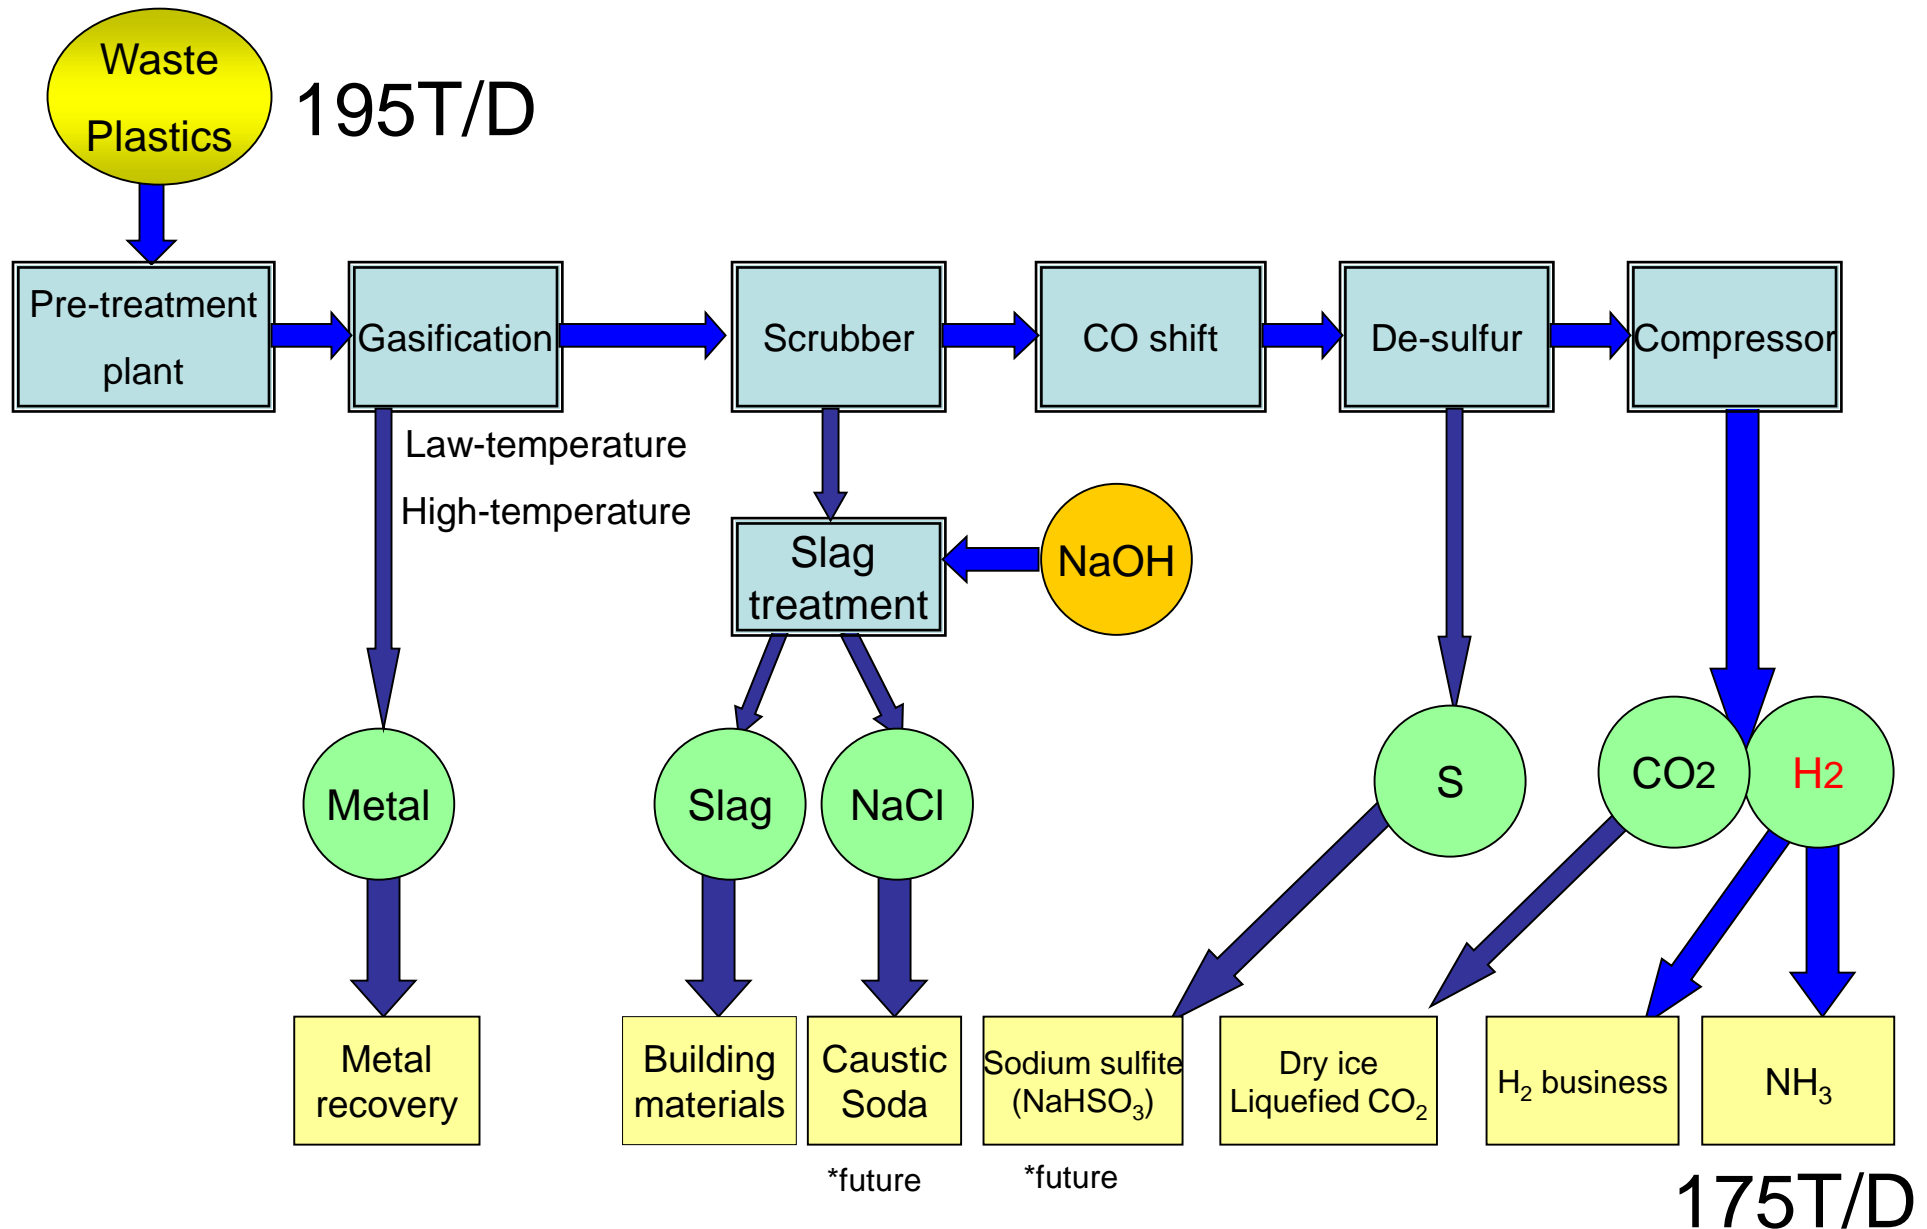 Waste
Plastics
195T/D
Pre-treatment
plant
Gasification
Scrubber
CO shift
De-sulfur
Compressor
Law-temperature
High-temperature
Slag
treatment
NaOH
Metal
Slag
NaCl
S
CO2
H2
Metal
recovery
Building
materials
Caustic
Soda
Sodium sulfite
(NaHSO₃)
Dry ice
Liquefied CO₂
H₂ business
NH₃
*future
*future
175T/D